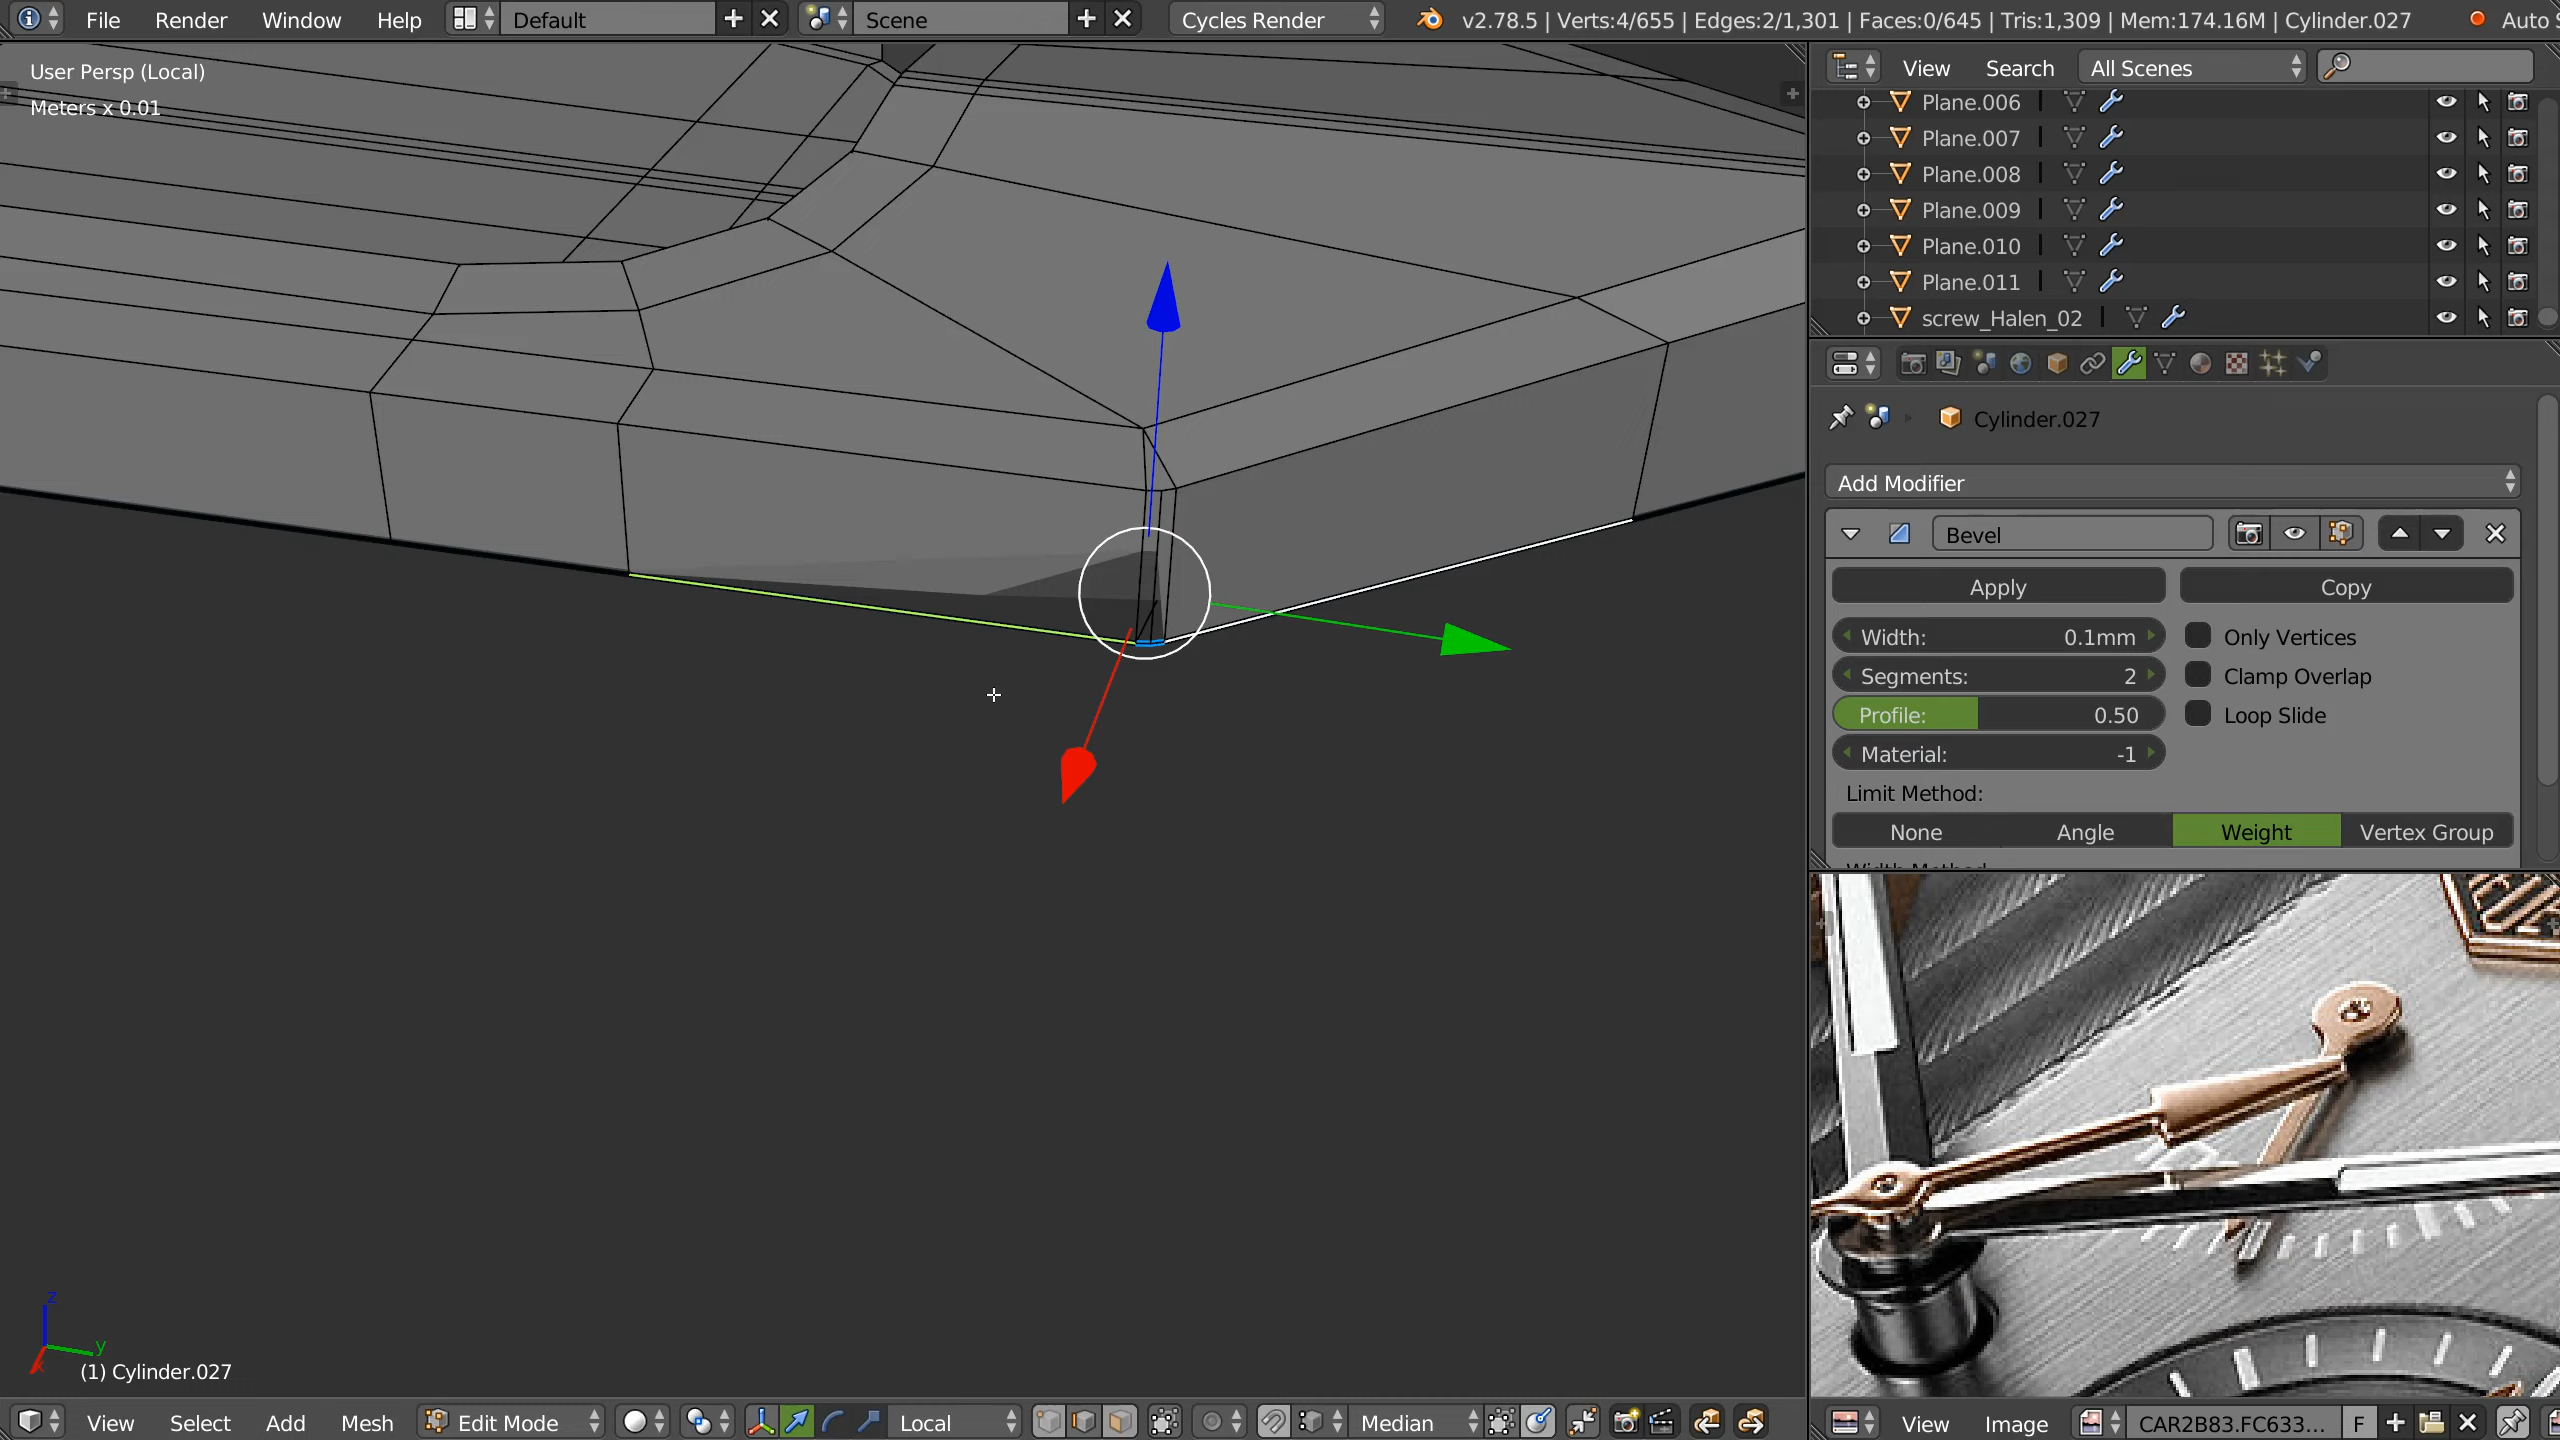 File Render Window Help Default Scene Cycles Render v2.78.5 | Verts:4/655 | Edges:2/1,301 | Faces:0/645 | Tris:1,309 | Mem:174.16M | Cylinder.027 Auto
User Persp (Local)
Meters x 0.01
View Search All Scenes
Plane.006
Plane.007
Plane.008
Plane.009
Plane.010
Plane.011
screw_Halen_02
Cylinder.027
Add Modifier
Bevel
Apply Copy
Width: 0.1mm Only Vertices
Segments: 2 Clamp Overlap
Profile: 0.50 Loop Slide
Material: -1
Limit Method:
None Angle Weight Vertex Group
z
y
x
(1) Cylinder.027
View Select Add Mesh Edit Mode Local Median
View Image CAR2B83.FC633... F